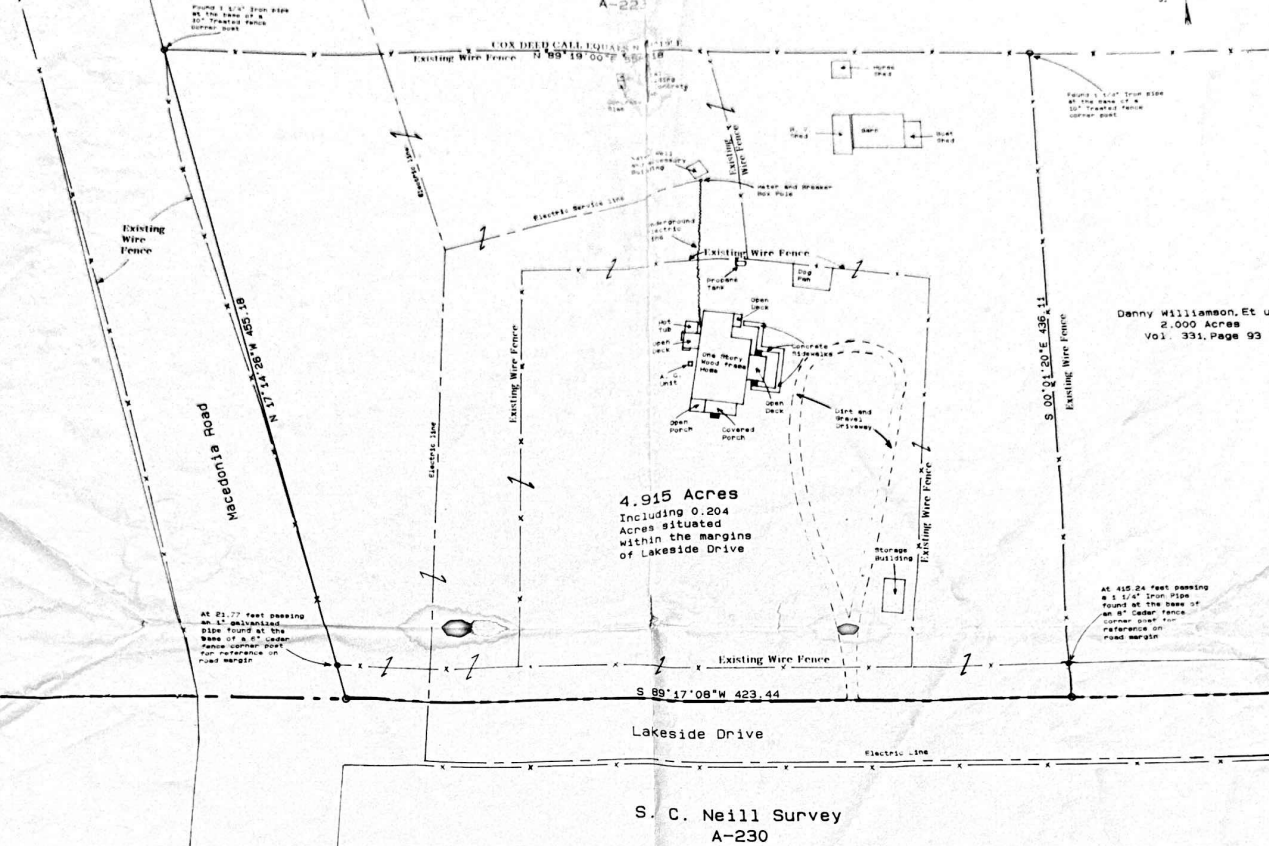 A-22
Found 1 1/4" Iron pipe
at the base of a
10" Treated fence
corner post
COX DEED CALL EQUALS N
Existing Wire Fence
N 89°19'00"E
Horse
Shed
Found 1 1/4" Iron pipe
at the base of a
10" Treated fence
corner post
Barn
Boat
Shed
R. V.
Shed
Electric line
Existing
Wire Fence
Building
Meter and Breaker
Box Pole
Electric Service line
Underground
Electric
line
Existing
Wire
Fence
Existing Wire Fence
Propane
Tank
Dog
Pen
Open
Deck
Hot
Tub
Open
Deck
Concrete
Sidewalks
One Story
Wood Frame
Home
A. C.
Unit
Open
Deck
Open
Porch
Covered
Porch
Dirt and
Gravel
Driveway
N 17°14'26"W 455.18
Macedonia Road
Existing Wire Fence
Electric line
S 00°01'20"E 436.11
Existing Wire Fence
Danny Williamson, Et u
2.000 Acres
Vol. 331, Page 93
Existing Wire Fence
4.915 Acres
Including 0.204
Acres situated
within the margins
of Lakeside Drive
Storage
Building
At 21.77 feet passing
an 1" galvanized
pipe found at the
base of a 6" Cedar
fence corner post
for reference on
road margin
At 415.24 feet passing
a 1 1/4" Iron Pipe
found at the base of
an 8" Cedar fence
corner post for
reference on
road margin
Existing Wire Fence
S 89°17'08"W 423.44
Lakeside Drive
Electric Line
S. C. Neill Survey
A-230